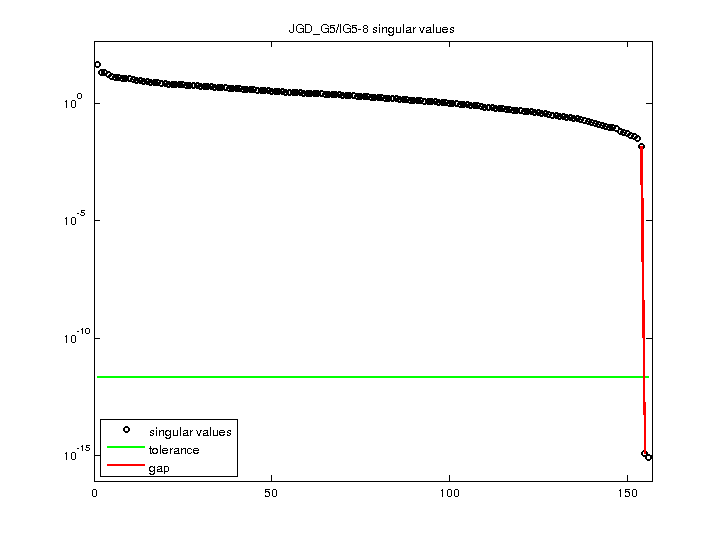 JGD_G5/IG5-8 singular values
10^0
10^-5
10^-10
10^-15
singular values
tolerance
gap
0 50 100 150